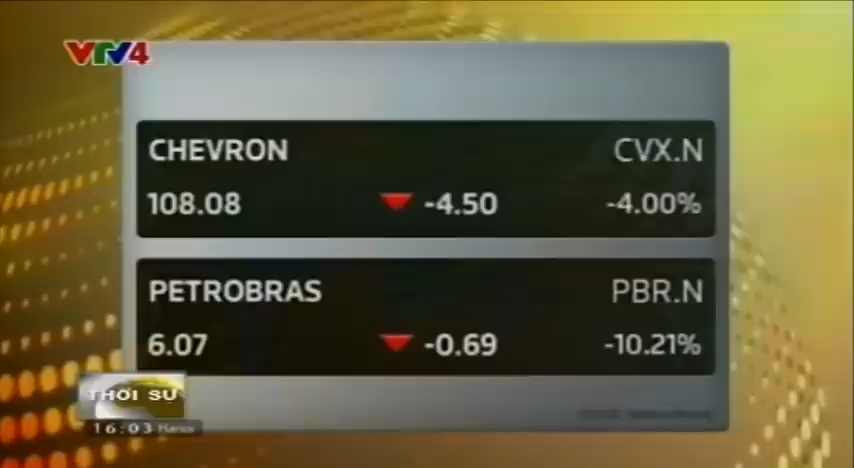 VTV4
CHEVRON CVX.N
108.08 -4.50 -4.00%
PETROBRAS PBR.N
6.07 -0.69 -10.21%
THỜI SỰ
16:03 Hanoi